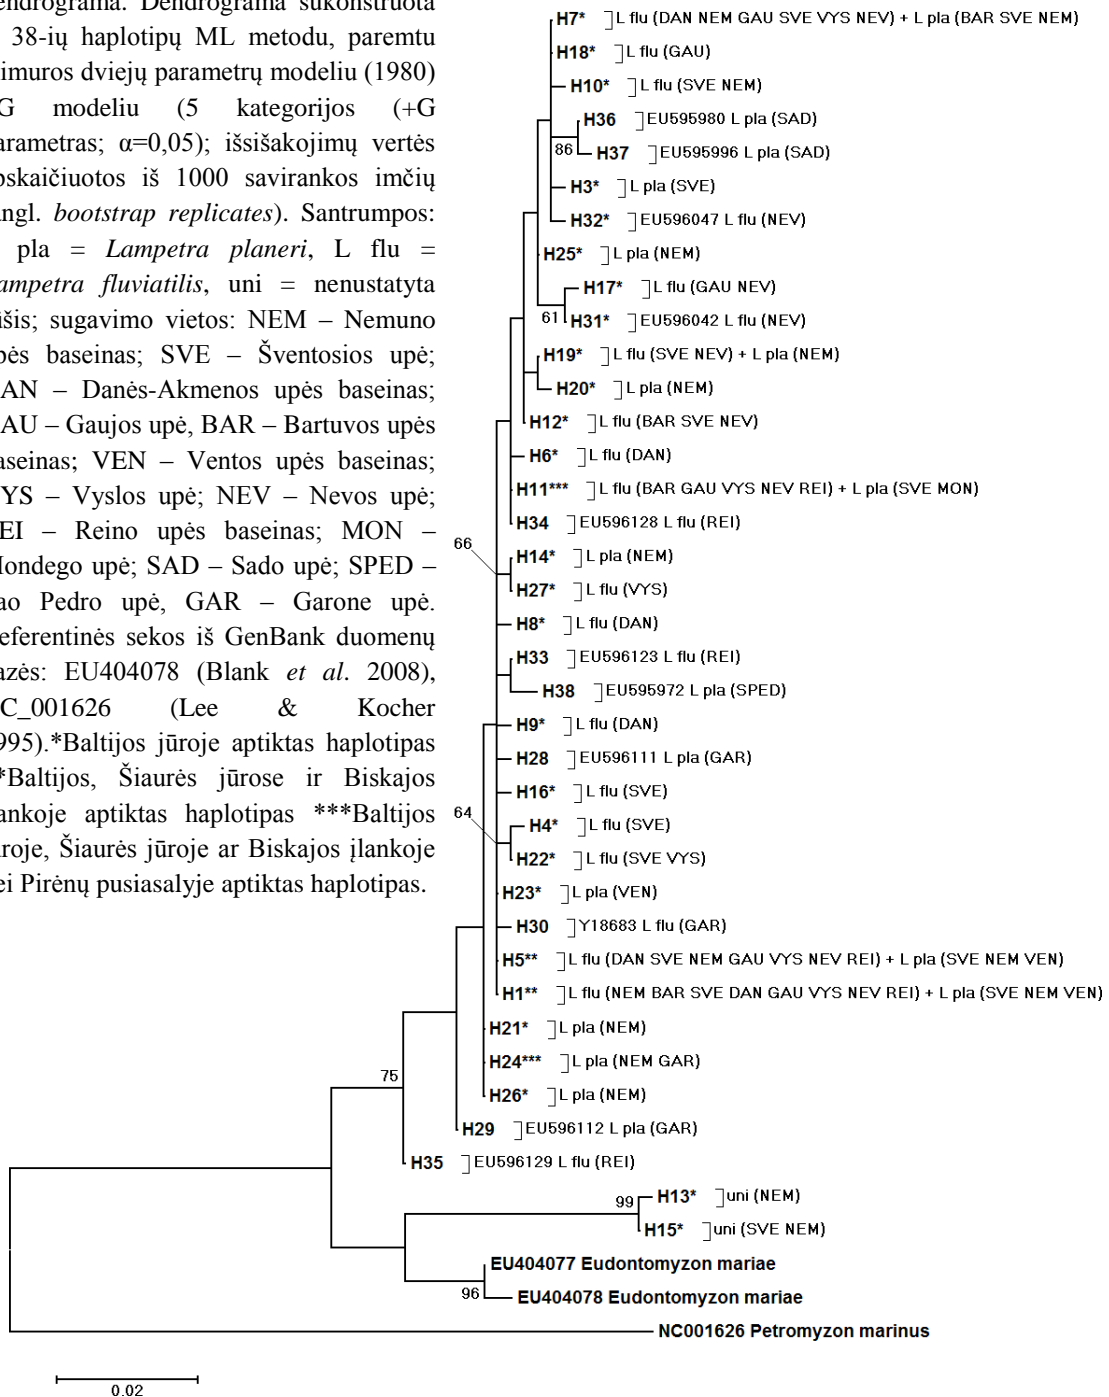 endrograma. Dendrograma sukonstruota
38-ių haplotipų ML metodu, paremtu
imuros dviejų parametrų modeliu (1980)
G modeliu (5 kategorijos (+G
arametras; α=0,05); išsišakojimų vertės
pskaičiuotos iš 1000 savirankos imčių
angl. bootstrap replicates). Santrumpos:
pla = Lampetra planeri, L flu =
ampetra fluviatilis, uni = nenustatyta
ūšis; sugavimo vietos: NEM – Nemuno
pės baseinas; SVE – Šventosios upė;
AN – Danės-Akmenos upės baseinas;
AU – Gaujos upė, BAR – Bartuvos upės
aseinas; VEN – Ventos upės baseinas;
YS – Vyslos upė; NEV – Nevos upė;
EI – Reino upės baseinas; MON –
Mondego upė; SAD – Sado upė; SPED –
ao Pedro upė, GAR – Garone upė.
eferentinės sekos iš GenBank duomenų
azės: EU404078 (Blank et al. 2008),
C_001626 (Lee & Kocher
995).*Baltijos jūroje aptiktas haplotipas
*Baltijos, Šiaurės jūrose ir Biskajos
lankoje aptiktas haplotipas ***Baltijos
ūroje, Šiaurės jūroje ar Biskajos įlankoje
ei Pirėnų pusiasalyje aptiktas haplotipas.
H7* L flu (DAN NEM GAU SVE VYS NEV) + L pla (BAR SVE NEM)
H18* L flu (GAU)
H10* L flu (SVE NEM)
H36 EU595980 L pla (SAD)
86
H37 EU595996 L pla (SAD)
H3* L pla (SVE)
H32* EU596047 L flu (NEV)
H25* L pla (NEM)
H17* L flu (GAU NEV)
61
H31* EU596042 L flu (NEV)
H19* L flu (SVE NEV) + L pla (NEM)
H20* L pla (NEM)
H12* L flu (BAR SVE NEV)
H6* L flu (DAN)
H11*** L flu (BAR GAU VYS NEV REI) + L pla (SVE MON)
H34 EU596128 L flu (REI)
66
H14* L pla (NEM)
H27* L flu (VYS)
H8* L flu (DAN)
H33 EU596123 L flu (REI)
H38 EU595972 L pla (SPED)
H9* L flu (DAN)
H28 EU596111 L pla (GAR)
H16* L flu (SVE)
64
H4* L flu (SVE)
H22* L flu (SVE VYS)
H23* L pla (VEN)
H30 Y18683 L flu (GAR)
H5** L flu (DAN SVE NEM GAU VYS NEV REI) + L pla (SVE NEM VEN)
H1** L flu (NEM BAR SVE DAN GAU VYS NEV REI) + L pla (SVE NEM VEN)
H21* L pla (NEM)
H24*** L pla (NEM GAR)
75
H26* L pla (NEM)
H29 EU596112 L pla (GAR)
H35 EU596129 L flu (REI)
99
H13* uni (NEM)
H15* uni (SVE NEM)
EU404077 Eudontomyzon mariae
96
EU404078 Eudontomyzon mariae
NC001626 Petromyzon marinus
0.02